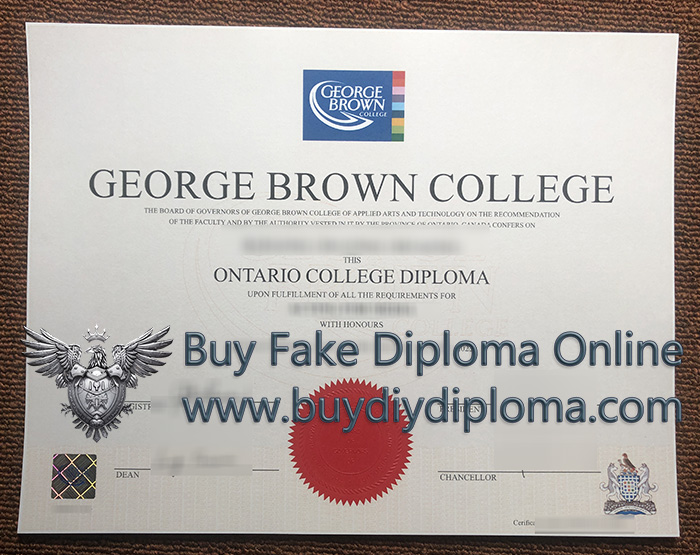 GEORGE
BROWN
COLLEGE
GEORGE BROWN COLLEGE
THE BOARD OF GOVERNORS OF GEORGE BROWN COLLEGE OF APPLIED ARTS AND TECHNOLOGY ON THE RECOMMENDATION
OF THE FACULTY AND BY THE AUTHORITY VESTED IN IT BY THE PROVINCE OF ONTARIO, CANADA CONFERS ON
THIS
ONTARIO COLLEGE DIPLOMA
UPON FULFILLMENT OF ALL THE REQUIREMENTS FOR
WITH HONOURS
Buy Fake Diploma Online
www.buydiydiploma.com
DEAN
CHANCELLOR